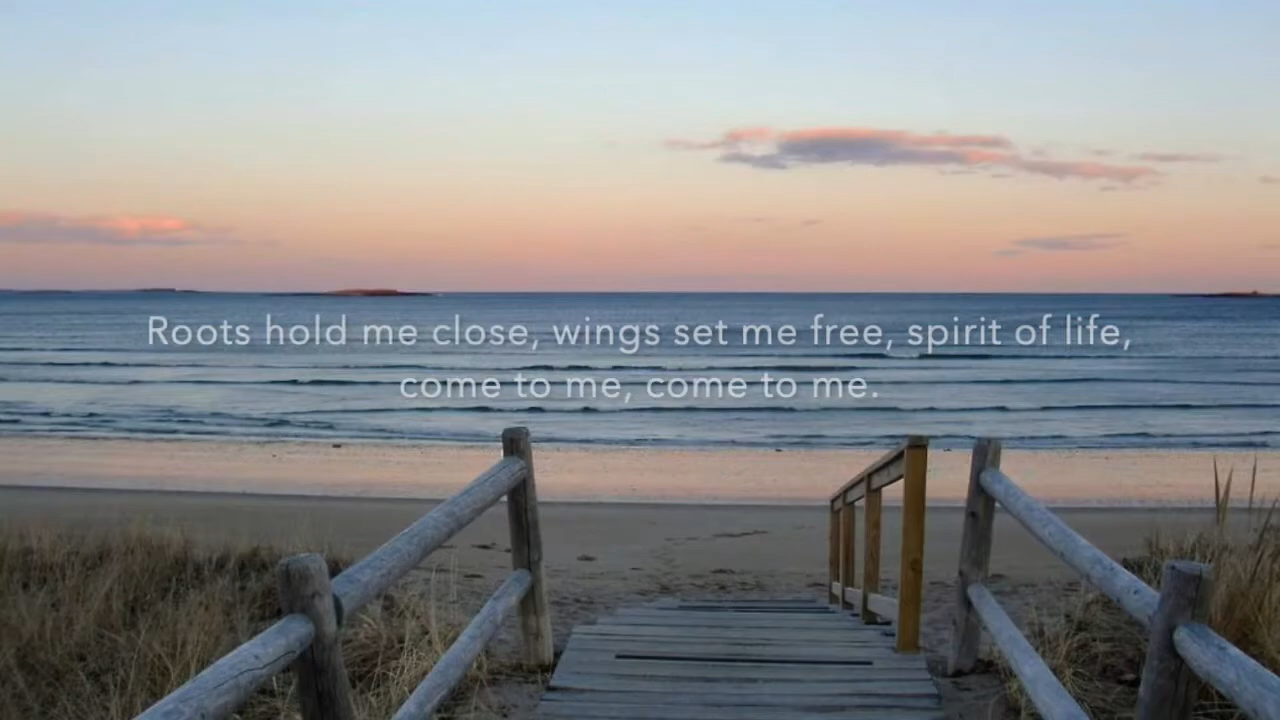 Roots hold me close, wings set me free, spirit of life,
come to me, come to me.